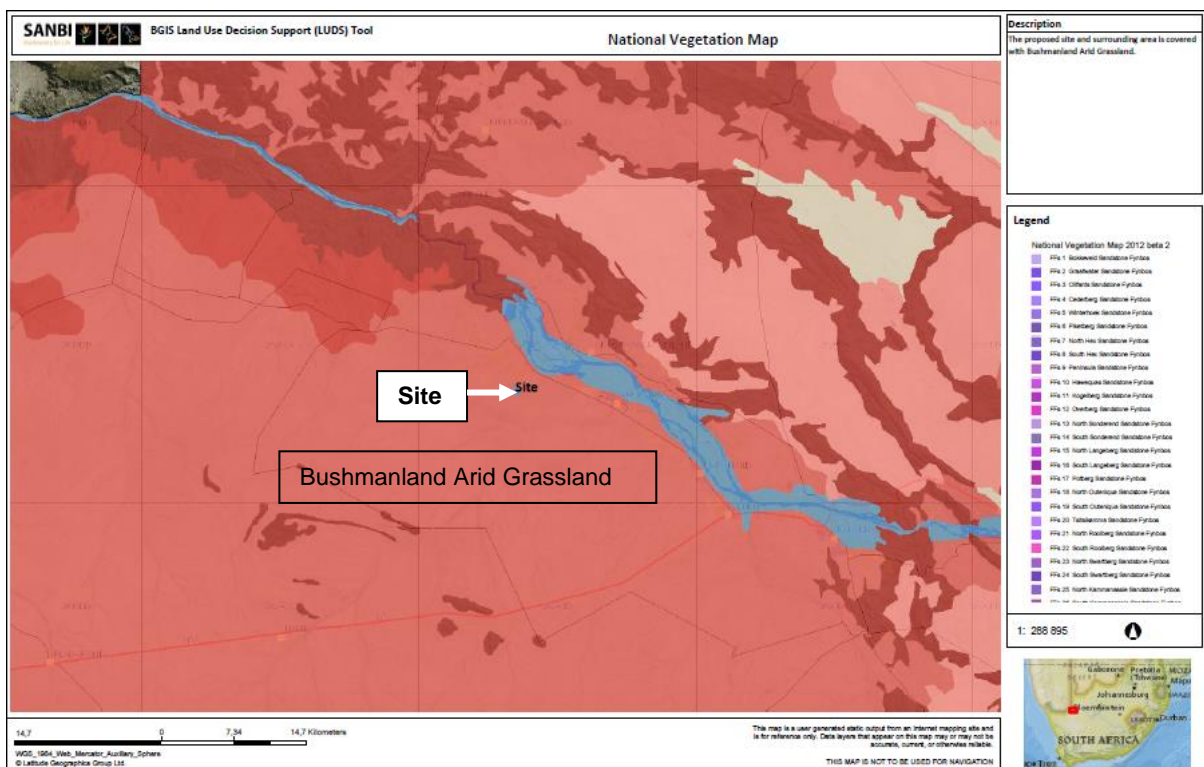 SANBI
BGIS Land Use Decision Support (LUDS) Tool
National Vegetation Map
Description
The proposed site and surrounding area is covered
with Bushmanland Arid Grassland.
Site
Site
Bushmanland Arid Grassland
Legend
National Vegetation Map 2012 beta 2
FFs 1 Bokkeveld Sandstone Fynbos
FFs 2 Graafwater Sandstone Fynbos
FFs 3 Olifants Sandstone Fynbos
FFs 4 Cederberg Sandstone Fynbos
FFs 5 Winterhoek Sandstone Fynbos
FFs 6 Piketberg Sandstone Fynbos
FFs 7 North Hex Sandstone Fynbos
FFs 8 South Hex Sandstone Fynbos
FFs 9 Peninsula Sandstone Fynbos
FFs 10 Hawequas Sandstone Fynbos
FFs 11 Kogelberg Sandstone Fynbos
FFs 12 Overberg Sandstone Fynbos
FFs 13 North Sonderend Sandstone Fynbos
FFs 14 South Sonderend Sandstone Fynbos
FFs 15 North Langeberg Sandstone Fynbos
FFs 16 South Langeberg Sandstone Fynbos
FFs 17 Potberg Sandstone Fynbos
FFs 18 North Outeniqua Sandstone Fynbos
FFs 19 South Outeniqua Sandstone Fynbos
FFs 20 Tsitsikamma Sandstone Fynbos
FFs 21 North Rooiberg Sandstone Fynbos
FFs 22 South Rooiberg Sandstone Fynbos
FFs 23 North Swartberg Sandstone Fynbos
FFs 24 South Swartberg Sandstone Fynbos
FFs 25 North Kammanassie Sandstone Fynbos
1: 288 895
14,7 0 7,34 14,7 Kilometers
WGS_1984_Web_Mercator_Auxiliary_Sphere
© Latitude Geographics Group Ltd.
This map is a user generated static output from an Internet mapping site and
is for reference only. Data layers that appear on this map may or may not be
accurate, current, or otherwise reliable.
THIS MAP IS NOT TO BE USED FOR NAVIGATION
Gaborone Pretoria
(Tshwane)
Johannesburg
Bloemfontein
Durban
SOUTH AFRICA